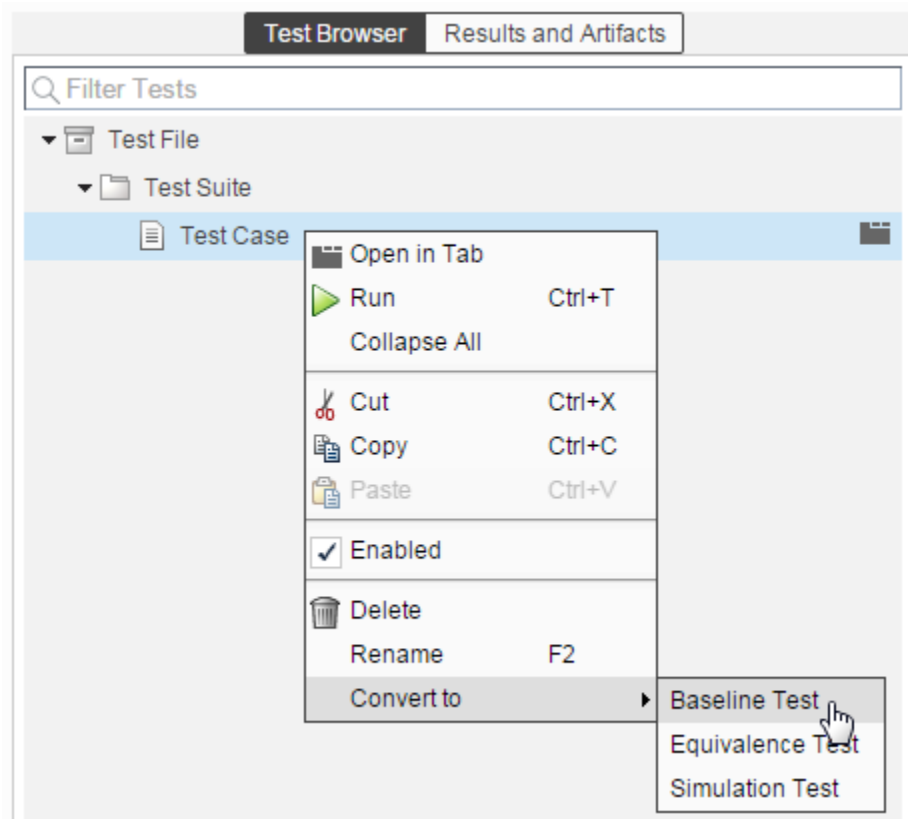 Test Browser Results and Artifacts
Filter Tests
Test File
Test Suite
Test Case
Open in Tab
Run Ctrl+T
Collapse All
Cut Ctrl+X
Copy Ctrl+C
Paste Ctrl+V
Enabled
Delete
Rename F2
Convert to
Baseline Test
Equivalence Test
Simulation Test